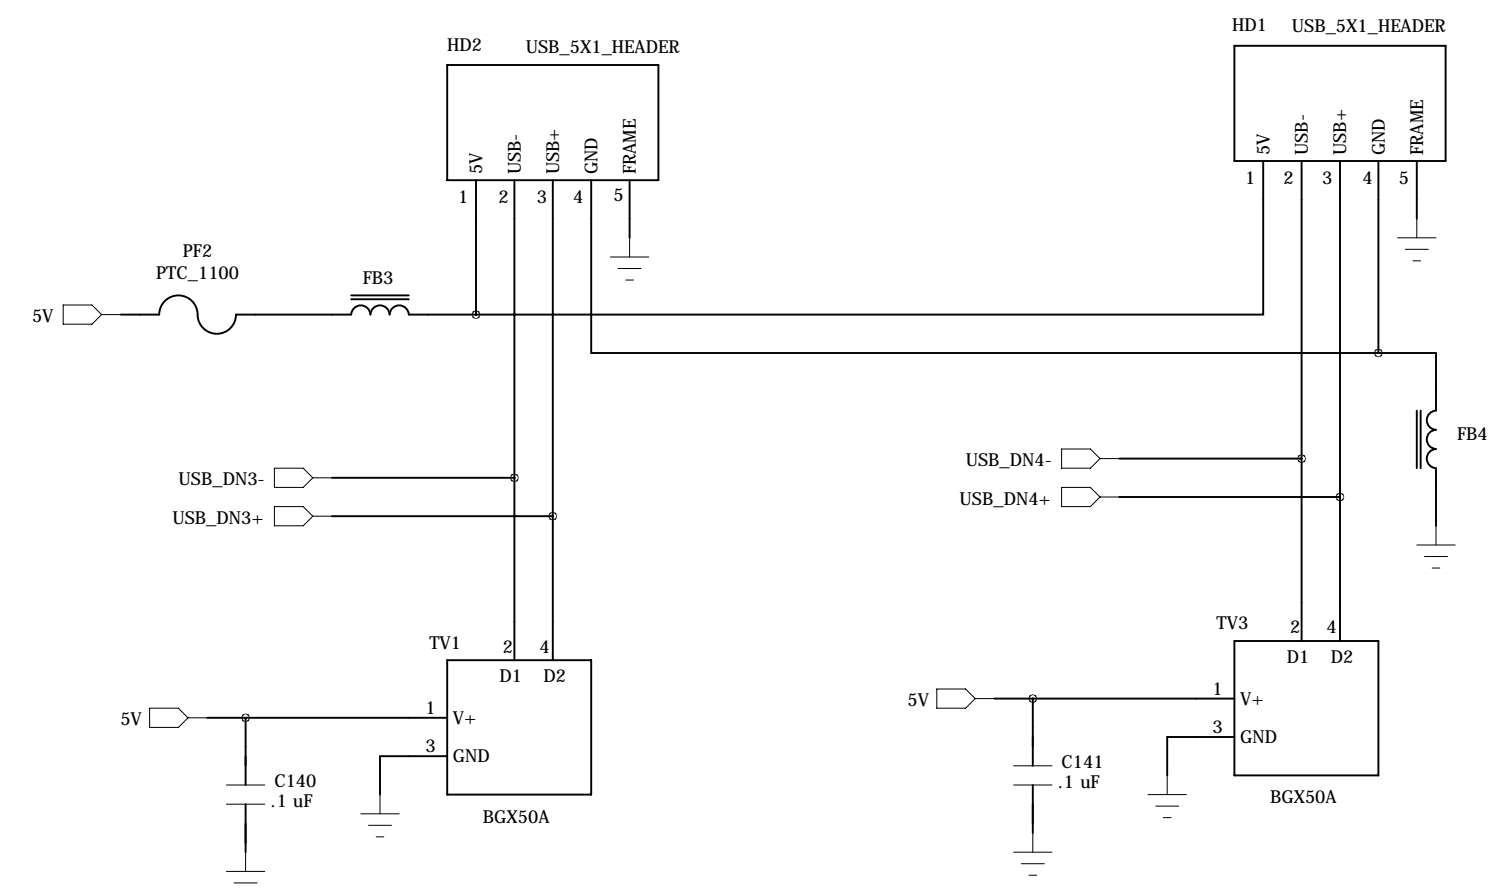 HD2 USB_5X1_HEADER
HD1 USB_5X1_HEADER
5V
USB-
USB+
GND
FRAME
1 2 3 4 5
5V
USB-
USB+
GND
FRAME
1 2 3 4 5
PF2
PTC_1100
FB3
5V
FB4
USB_DN3-
USB_DN3+
USB_DN4-
USB_DN4+
TV1
2 4
D1 D2
5V
1 V+
3 GND
C140
.1 uF
BGX50A
TV3
2 4
D1 D2
5V
1 V+
3 GND
C141
.1 uF
BGX50A